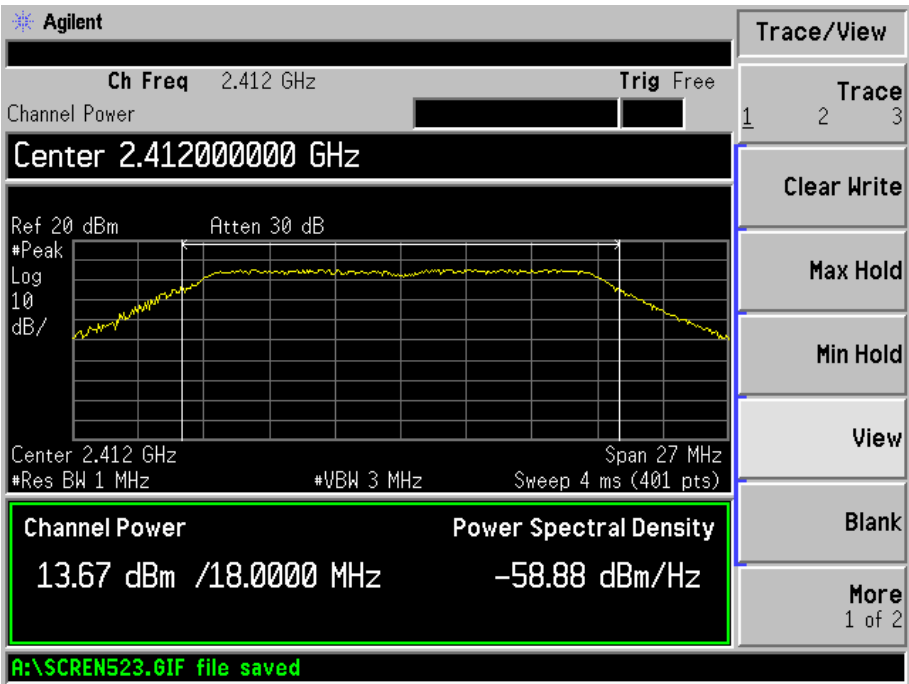 Agilent
Trace/View
Ch Freq 2.412 GHz Trig Free
Channel Power
Trace
1 2 3
Center 2.412000000 GHz
Clear Write
Ref 20 dBm Atten 30 dB
#Peak
Log
10
dB/
Max Hold
Min Hold
View
Center 2.412 GHz Span 27 MHz
#Res BW 1 MHz #VBW 3 MHz Sweep 4 ms (401 pts)
Blank
Channel Power Power Spectral Density
13.67 dBm /18.0000 MHz -58.88 dBm/Hz
More
1 of 2
A:\SCREN523.GIF file saved